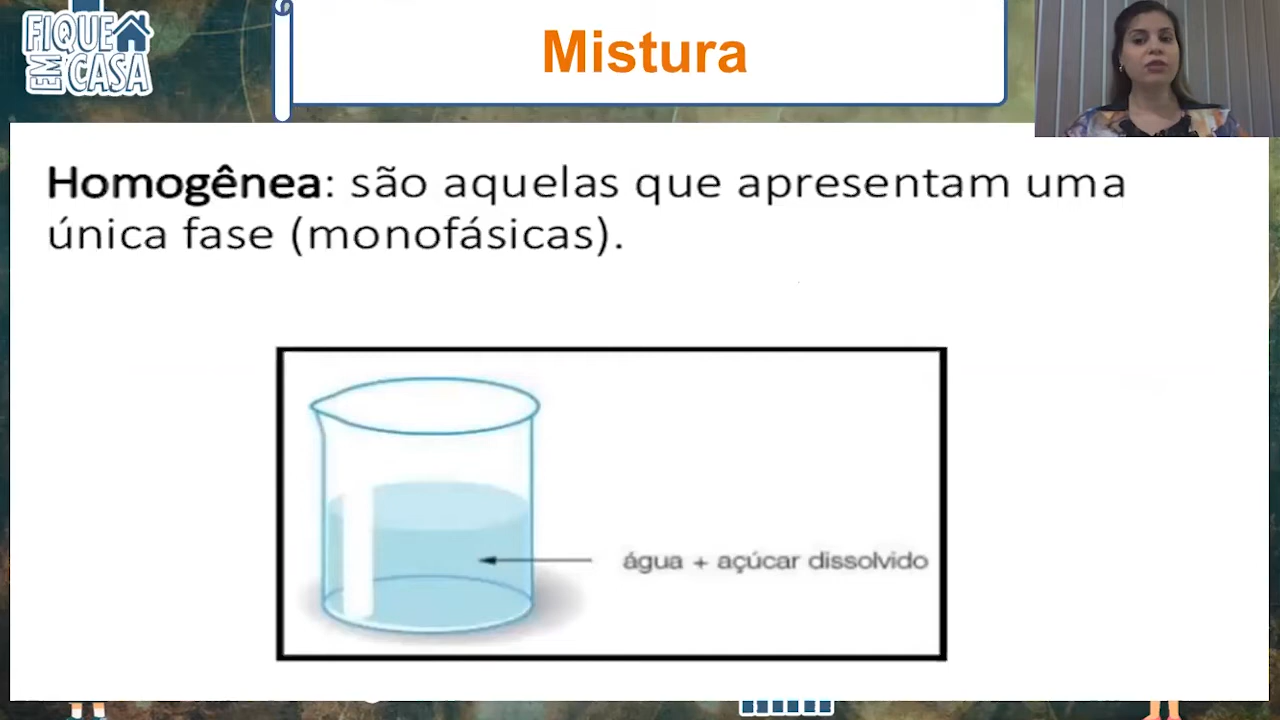 FIQUE
EM
CASA
Mistura
Homogênea: são aquelas que apresentam uma
única fase (monofásicas).
água + açúcar dissolvido